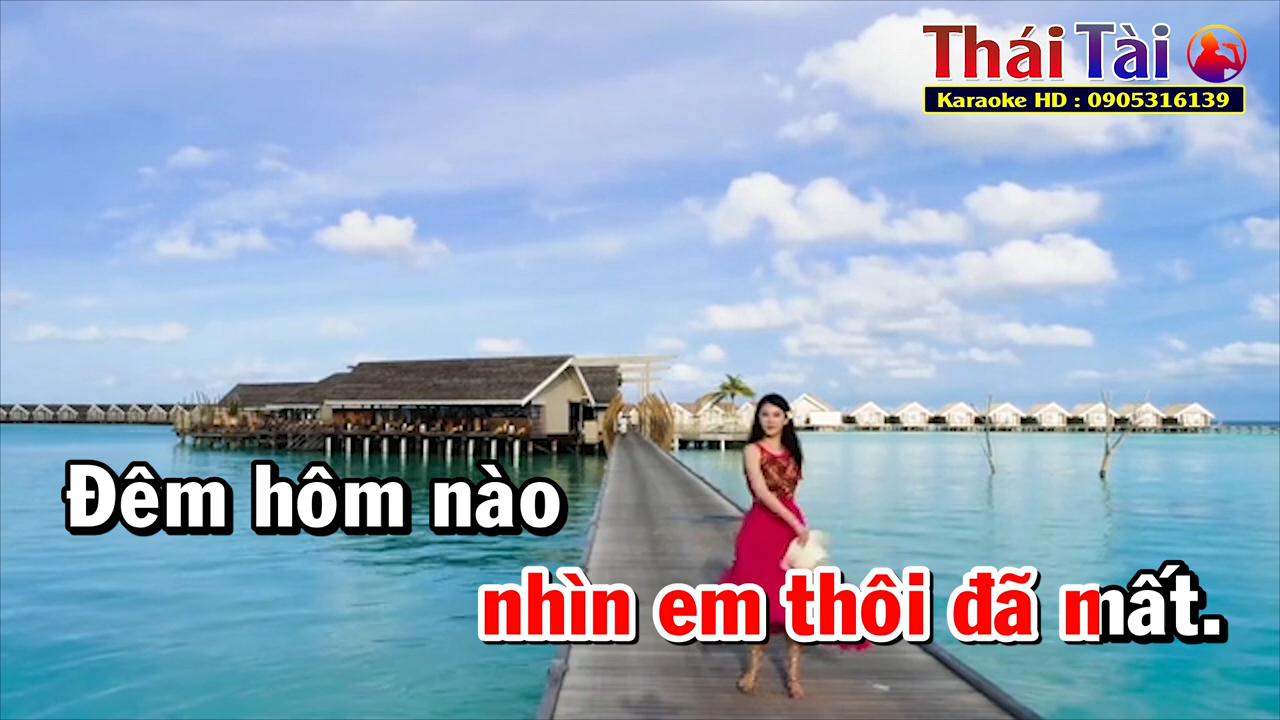 Thái Tài
Karaoke HD : 0905316139
Đêm hôm nào
nhìn em thôi đã mất.